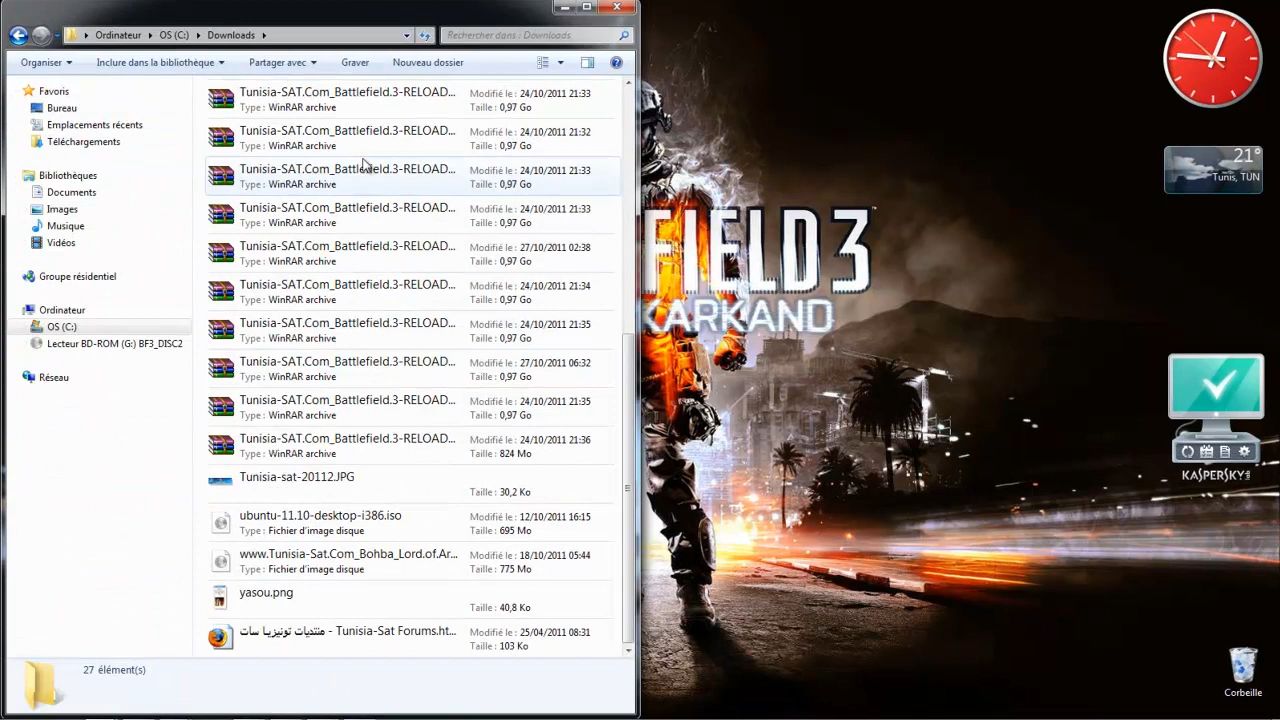 Ordinateur
OS (C:)
Downloads
Rechercher dans : Downloads
Organiser
Inclure dans la bibliothèque
Partager avec
Graver
Nouveau dossier
Favoris
Bureau
Emplacements récents
Téléchargements
Bibliothèques
Documents
Images
Musique
Vidéos
Groupe résidentiel
Ordinateur
OS (C:)
Lecteur BD-ROM (G:) BF3_DISC2
Réseau
Tunisia-SAT.Com_Battlefield.3-RELOAD... Modifié le : 24/10/2011 21:33
Type : WinRAR archive Taille : 0,97 Go
Tunisia-SAT.Com_Battlefield.3-RELOAD... Modifié le : 24/10/2011 21:32
Type : WinRAR archive Taille : 0,97 Go
Tunisia-SAT.Com_Battlefield.3-RELOAD... Modifié le : 24/10/2011 21:33
Type : WinRAR archive Taille : 0,97 Go
Tunisia-SAT.Com_Battlefield.3-RELOAD... Modifié le : 24/10/2011 21:33
Type : WinRAR archive Taille : 0,97 Go
Tunisia-SAT.Com_Battlefield.3-RELOAD... Modifié le : 27/10/2011 02:38
Type : WinRAR archive Taille : 0,97 Go
Tunisia-SAT.Com_Battlefield.3-RELOAD... Modifié le : 24/10/2011 21:34
Type : WinRAR archive Taille : 0,97 Go
Tunisia-SAT.Com_Battlefield.3-RELOAD... Modifié le : 24/10/2011 21:35
Type : WinRAR archive Taille : 0,97 Go
Tunisia-SAT.Com_Battlefield.3-RELOAD... Modifié le : 27/10/2011 06:32
Type : WinRAR archive Taille : 0,97 Go
Tunisia-SAT.Com_Battlefield.3-RELOAD... Modifié le : 24/10/2011 21:35
Type : WinRAR archive Taille : 0,97 Go
Tunisia-SAT.Com_Battlefield.3-RELOAD... Modifié le : 24/10/2011 21:36
Type : WinRAR archive Taille : 824 Mo
Tunisia-sat-20112.JPG
Taille : 30,2 Ko
ubuntu-11.10-desktop-i386.iso Modifié le : 12/10/2011 16:15
Type : Fichier d'image disque Taille : 695 Mo
www.Tunisia-Sat.Com_Bohba_Lord.of.Ar... Modifié le : 18/10/2011 05:44
Type : Fichier d'image disque Taille : 775 Mo
yasou.png
Taille : 40,8 Ko
منتديات تونيزيا سات - Tunisia-Sat Forums.ht... Modifié le : 25/04/2011 08:31
Taille : 103 Ko
27 élément(s)
FIELD 3™
KARKAND
21°
Tunis, TUN
KASPERSKY
Corbeille